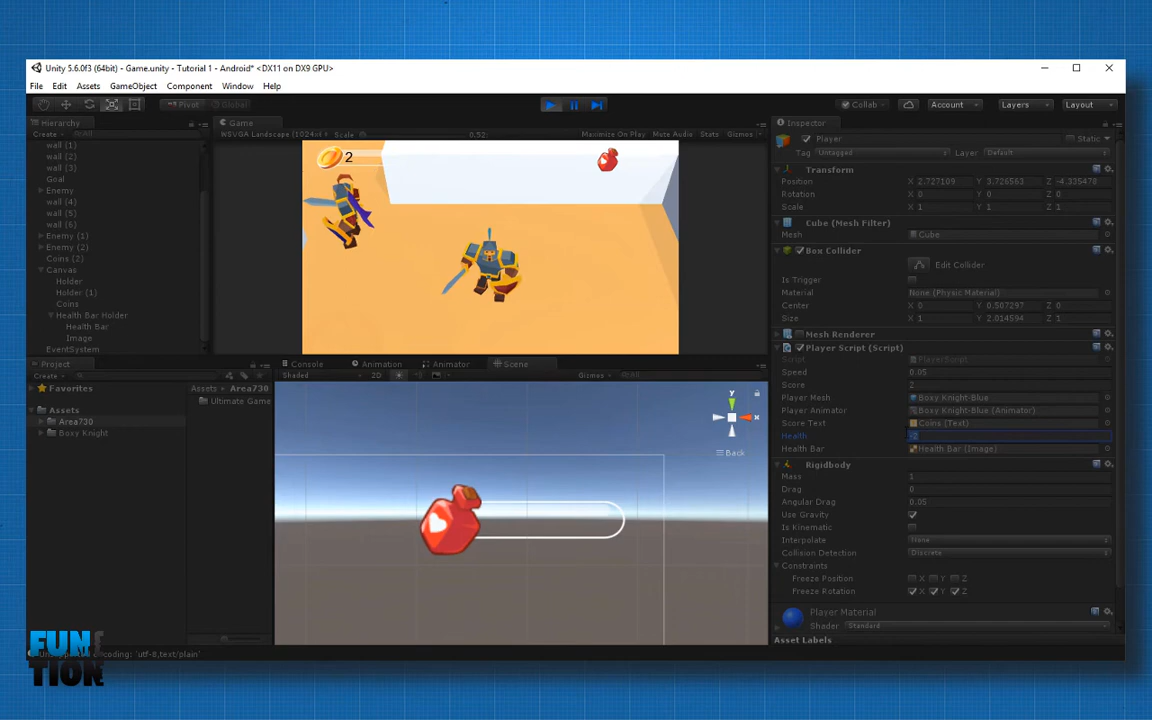 Unity 5.6.0f3 (64bit) - Game.unity - Tutorial 1 - Android* <DX11 on DX9 GPU>
File Edit Assets GameObject Component Window Help
Pivot Global Collab Account Layers Layout
Hierarchy
Create All
wall (1)
wall (2)
wall (3)
Goal
Enemy
wall (4)
wall (5)
wall (6)
Enemy (1)
Enemy (2)
Coins (2)
Canvas
Holder
Holder (1)
Coins
Health Bar Holder
Health Bar
Image
EventSystem
Game
Scale 0.52 Maximize On Play Mute Audio Stats Gizmos
2
Project
Create
Favorites
Assets
Area730
Boxy Knight
Assets Area730
Ultimate Game
Console Animation Animator Scene
Shaded 2D Gizmos All
y
x
Back
Inspector
Player Static
Tag Untagged Layer Default
Transform
Position X 2.727109 Y 3.726563 Z -4.335478
Rotation X 0 Y 0 Z 0
Scale X 1 Y 1 Z 1
Cube (Mesh Filter)
Mesh Cube
Box Collider
Edit Collider
Is Trigger
Material None (Physic Material)
Center X 0 Y 0.507297 Z 0
Size X 1 Y 2.014594 Z 1
Mesh Renderer
Player Script (Script)
Script PlayerScript
Speed 0.05
Score 2
Player Mesh Boxy Knight-Blue
Player Animator Boxy Knight-Blue (Animator)
Score Text Coins (Text)
Health
Health Bar Health Bar (Image)
Rigidbody
Mass 1
Drag 0
Angular Drag 0.05
Use Gravity
Is Kinematic
Interpolate None
Collision Detection Discrete
Constraints
Freeze Position X Y Z
Freeze Rotation X Y Z
Player Material
Shader Standard
Asset Labels
FUN{
TION
coding: 'utf-8,text/plain'